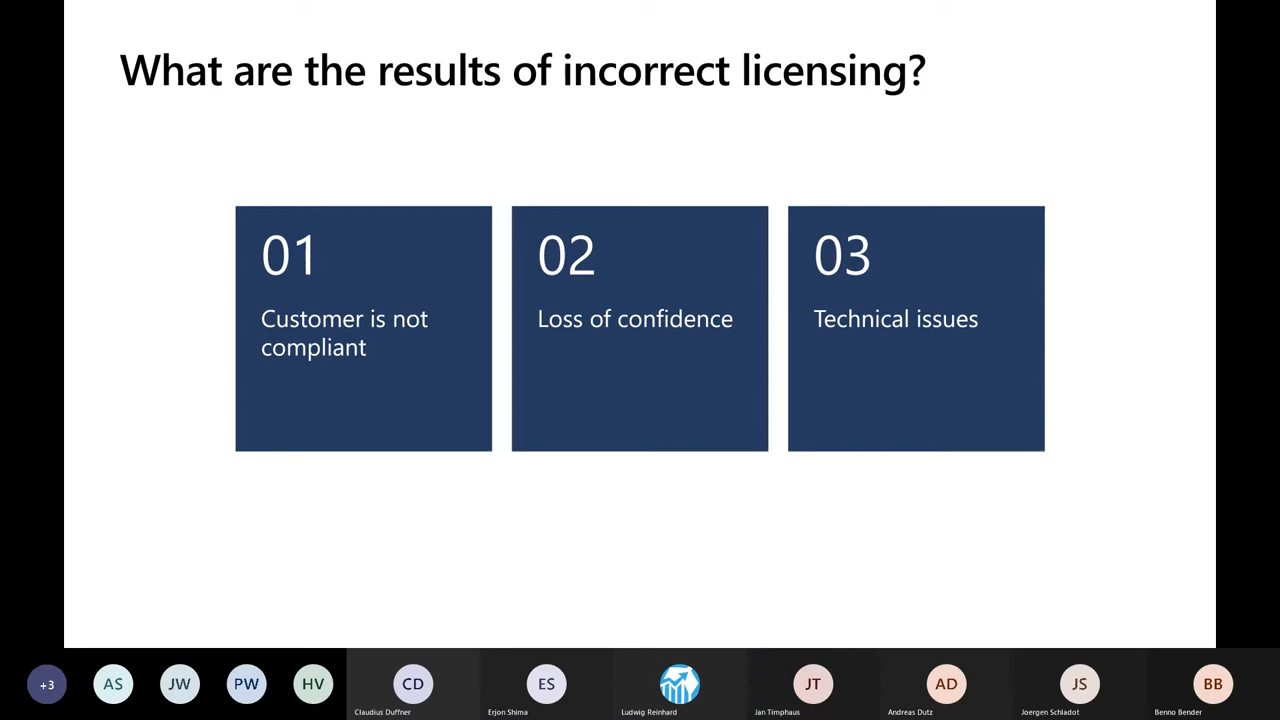 What are the results of incorrect licensing?
01
Customer is not
compliant
02
Loss of confidence
03
Technical issues
+3
AS
JW
PW
HV
CD
Claudius Duffner
ES
Erjon Shima
Ludwig Reinhard
JT
Jan Timphaus
AD
Andreas Dutz
JS
Joergen Schladot
BB
Benno Bender